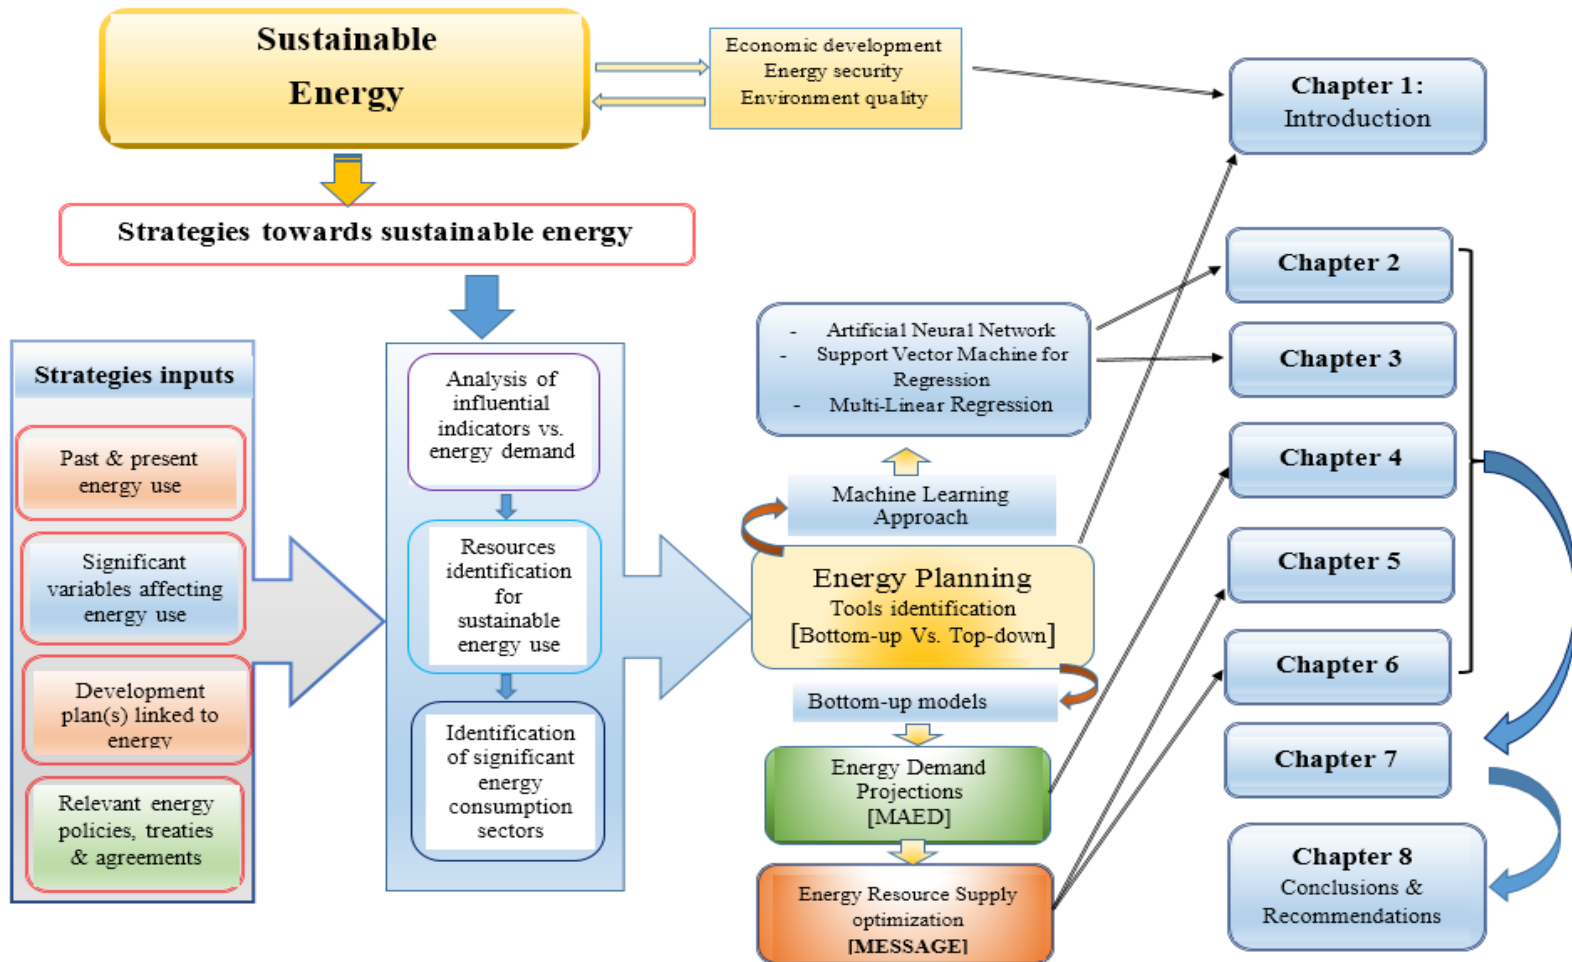 Sustainable
Energy
Economic development
Energy security
Environment quality
Chapter 1:
Introduction
Strategies towards sustainable energy
Strategies inputs
Past & present
energy use
Significant
variables affecting
energy use
Development
plan(s) linked to
energy
Relevant energy
policies, treaties
& agreements
Analysis of
influential
indicators vs.
energy demand
Resources
identification
for
sustainable
energy use
Identification
of significant
energy
consumption
sectors
- Artificial Neural Network
- Support Vector Machine for
Regression
- Multi-Linear Regression
Machine Learning
Approach
Energy Planning
Tools identification
[Bottom-up Vs. Top-down]
Bottom-up models
Energy Demand
Projections
[MAED]
Energy Resource Supply
optimization
[MESSAGE]
Chapter 2
Chapter 3
Chapter 4
Chapter 5
Chapter 6
Chapter 7
Chapter 8
Conclusions &
Recommendations